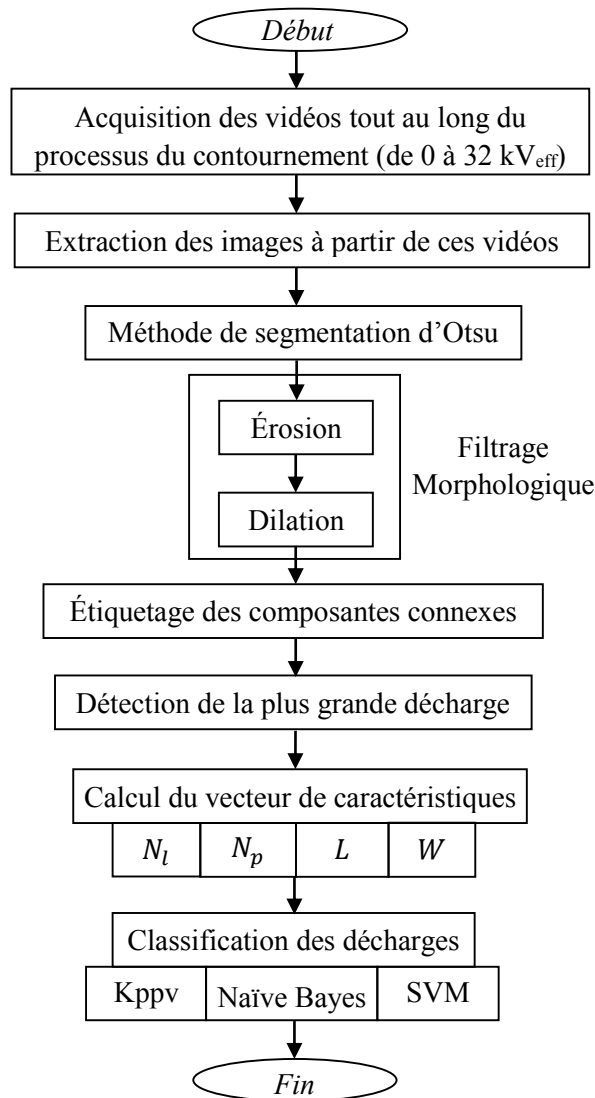 Début
Acquisition des vidéos tout au long du
processus du contournement (de 0 à 32 kVeff)
Extraction des images à partir de ces vidéos
Méthode de segmentation d’Otsu
Érosion
Filtrage
Morphologique
Dilation
Étiquetage des composantes connexes
Détection de la plus grande décharge
Calcul du vecteur de caractéristiques
N_l N_p L W
Classification des décharges
Kppv Naïve Bayes SVM
Fin